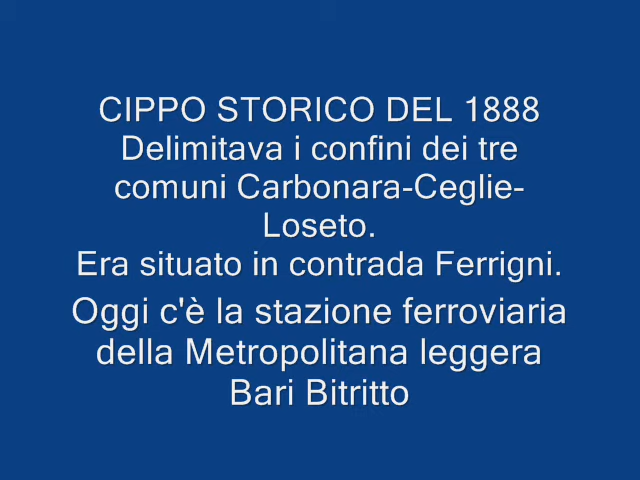 CIPPO STORICO DEL 1888
Delimitava i confini dei tre
comuni Carbonara-Ceglie-
Loseto.
Era situato in contrada Ferrigni.
Oggi c'è la stazione ferroviaria
della Metropolitana leggera
Bari Bitritto